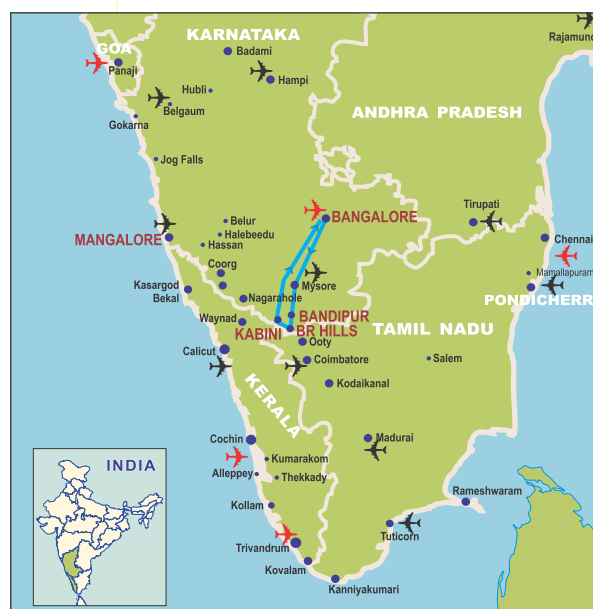 KARNATAKA
Rajamund
GOA
Badami
Panaji
Hampi
Hubli
Belgaum
ANDHRA PRADESH
Gokarna
Jog Falls
Tirupati
BANGALORE
Belur
Halebeedu
MANGALORE
Hassan
Chennai
Coorg
Mamallapuram
Kasargod
Bekal
Mysore
Nagarahole
PONDICHERR
BANDIPUR
Waynad
KABINI
BR HILLS
TAMIL NADU
Ooty
Calicut
Coimbatore
Salem
Kodaikanal
KERALA
Cochin
Madurai
Kumarakom
INDIA
Alleppey
Thekkady
Rameshwaram
Kollam
Tuticorn
Trivandrum
Kovalam
Kanniyakumari